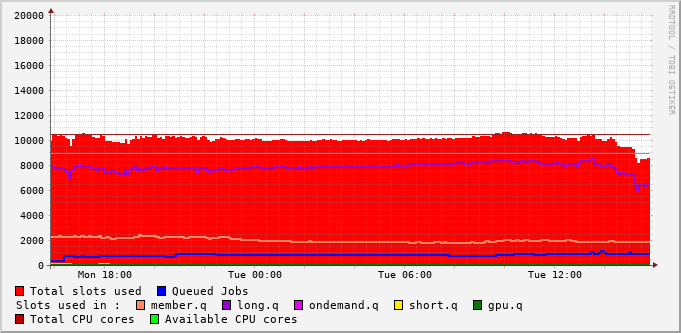 20000
18000
16000
14000
12000
10000
8000
6000
4000
2000
0
Mon 18:00 Tue 00:00 Tue 06:00 Tue 12:00
RRDTOOL / TOBI OETIKER
Total slots used Queued Jobs
Slots used in : member.q long.q ondemand.q short.q gpu.q
Total CPU cores Available CPU cores